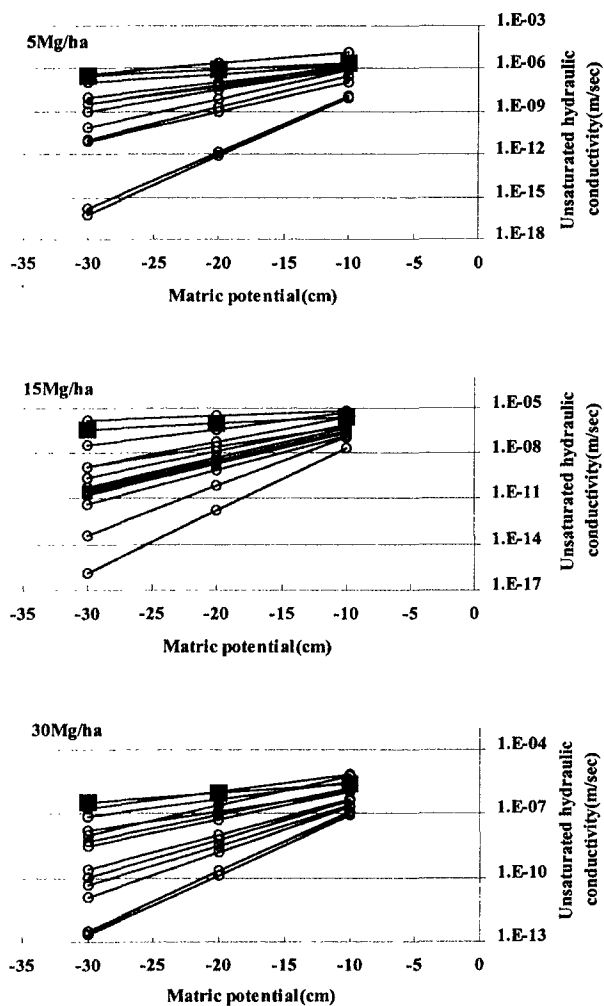 5Mg/ha
1.E-03
1.E-06
1.E-09
1.E-12
1.E-15
1.E-18
Unsaturated hydraulic
conductivity(m/sec)
-35 -30 -25 -20 -15 -10 -5 0
Matric potential(cm)
15Mg/ha
1.E-05
1.E-08
1.E-11
1.E-14
1.E-17
Unsaturated hydraulic
conductivity(m/sec)
-35 -30 -25 -20 -15 -10 -5 0
Matric potential(cm)
30Mg/ha
1.E-04
1.E-07
1.E-10
1.E-13
Unsaturated hydraulic
conductivity(m/sec)
-35 -30 -25 -20 -15 -10 -5 0
Matric potential(cm)